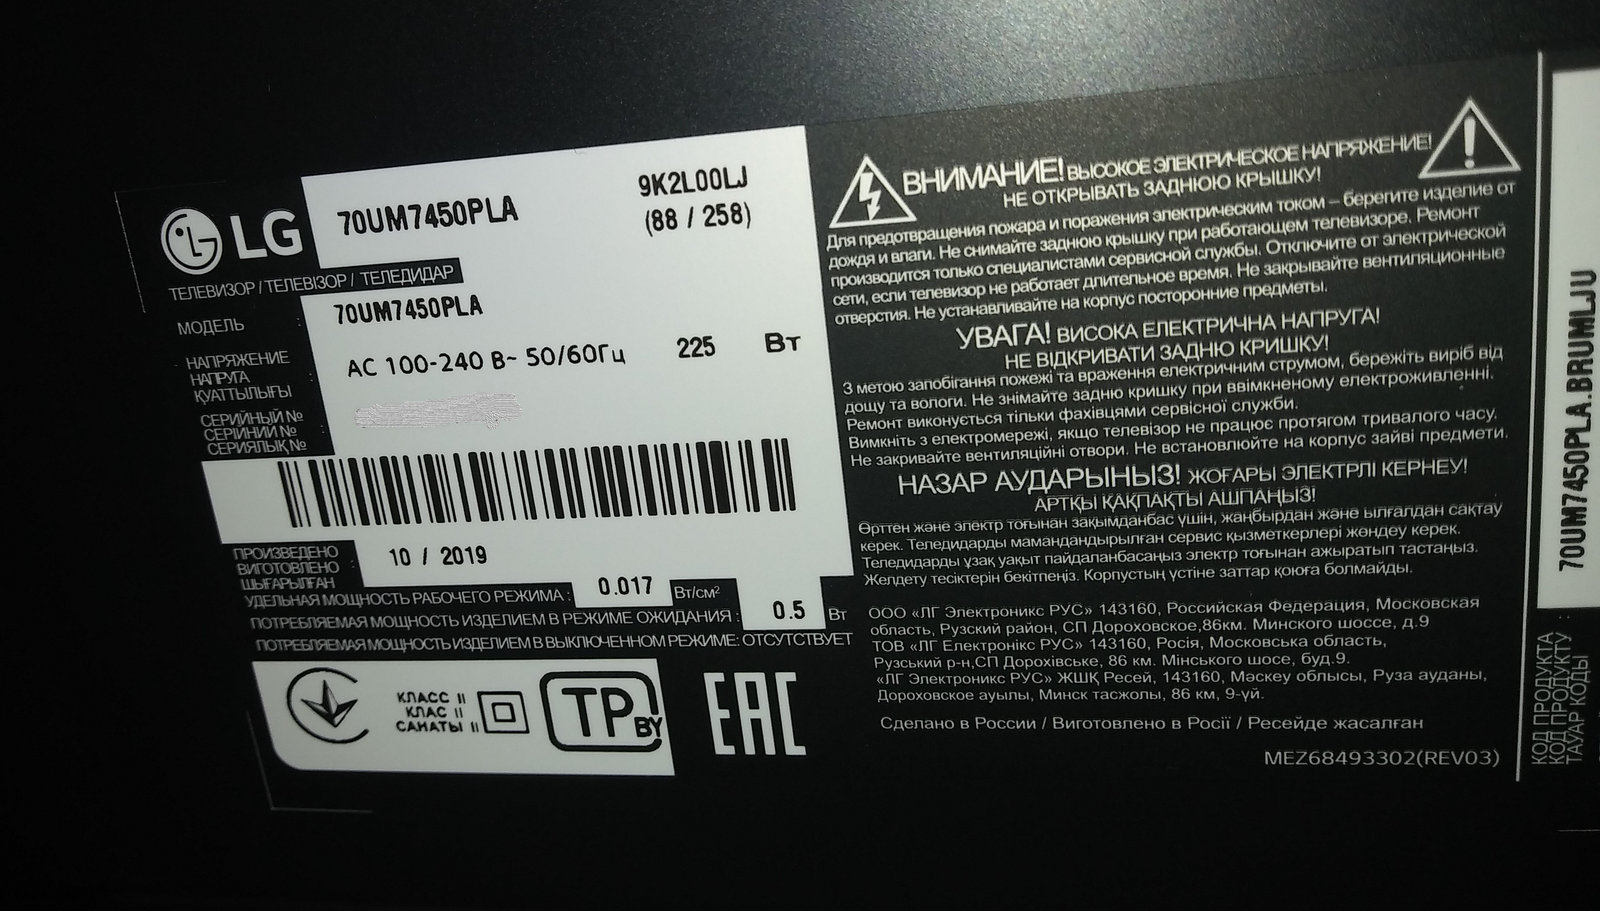 LG
70UM7450PLA
9K2L00LJ
(88 / 258)
ТЕЛЕВИЗОР / ТЕЛЕВІЗОР / ТЕЛЕДИДАР
МОДЕЛЬ : 70UM7450PLA
НАПРЯЖЕНИЕ
НАПРУГА
ҚУАТТЫЛЫҒЫ
: AC 100-240 В~ 50/60Гц 225 Вт
СЕРИЙНЫЙ №
СЕРІЙНИЙ №
СЕРИЯЛЫҚ №
ПРОИЗВЕДЕНО
ВИГОТОВЛЕНО
ШЫҒАРЫЛҒАН
: 10 / 2019
УДЕЛЬНАЯ МОЩНОСТЬ РАБОЧЕГО РЕЖИМА : 0.017 Вт/см²
ПОТРЕБЛЯЕМАЯ МОЩНОСТЬ ИЗДЕЛИЕМ В РЕЖИМЕ ОЖИДАНИЯ : 0.5 Вт
ПОТРЕБЛЯЕМАЯ МОЩНОСТЬ ИЗДЕЛИЕМ В ВЫКЛЮЧЕННОМ РЕЖИМЕ: ОТСУТСТВУЕТ
КЛАСС II
КЛАС II
САНАТЫ II
TP BY
EAC
ВНИМАНИЕ! ВЫСОКОЕ ЭЛЕКТРИЧЕСКОЕ НАПРЯЖЕНИЕ!
НЕ ОТКРЫВАТЬ ЗАДНЮЮ КРЫШКУ!
Для предотвращения пожара и поражения электрическим током – берегите изделие от
дождя и влаги. Не снимайте заднюю крышку при работающем телевизоре. Ремонт
производится только специалистами сервисной службы. Отключите от электрической
сети, если телевизор не работает длительное время. Не закрывайте вентиляционные
отверстия. Не устанавливайте на корпус посторонние предметы.
УВАГА! ВИСОКА ЕЛЕКТРИЧНА НАПРУГА!
НЕ ВІДКРИВАТИ ЗАДНЮ КРИШКУ!
З метою запобігання пожежі та враження електричним струмом, бережіть виріб від
дощу та вологи. Не знімайте задню кришку при ввімкненому електроживленні.
Ремонт виконується тільки фахівцями сервісної служби.
Вимкніть з електромережі, якщо телевізор не працює протягом тривалого часу.
Не закривайте вентиляційні отвори. Не встановлюйте на корпус зайві предмети.
НАЗАР АУДАРЫНЫЗ! ЖОҒАРЫ ЭЛЕКТРЛІ КЕРНЕУ!
АРТҚЫ ҚАҚПАҚТЫ АШПАҢЫЗ!
Өрттен және электр тоғынан зақымданбас үшін, жаңбырдан және ылғалдан сақтау
керек. Теледидарды мамандандырылған сервис қызметкерлері жөндеу керек.
Теледидарды ұзақ уақыт пайдаланбасаңыз электр тоғынан ажыратып тастаңыз.
Желдету тесіктерін бекітпеңіз. Корпустың үстіне заттар қоюға болмайды.
ООО «ЛГ Электроникс РУС» 143160, Российская Федерация, Московская
область, Рузский район, СП Дороховское,86км. Минского шоссе, д.9
ТОВ «ЛГ Електронікс РУС» 143160, Росія, Московська область,
Рузський р-н,СП Дорохівське, 86 км. Мінського шосе, буд.9.
«ЛГ Электроникс РУС» ЖШҚ Ресей, 143160, Мәскеу облысы, Руза ауданы,
Дороховское ауылы, Минск тасжолы, 86 км, 9-үй.
Сделано в России / Виготовлено в Росії / Ресейде жасалған
MEZ68493302(REV03)
70UM7450PLA.BRUMLJU
КОД ПРОДУКТА
КОД ПРОДУКТУ
ТАУАР КОДЫ
: